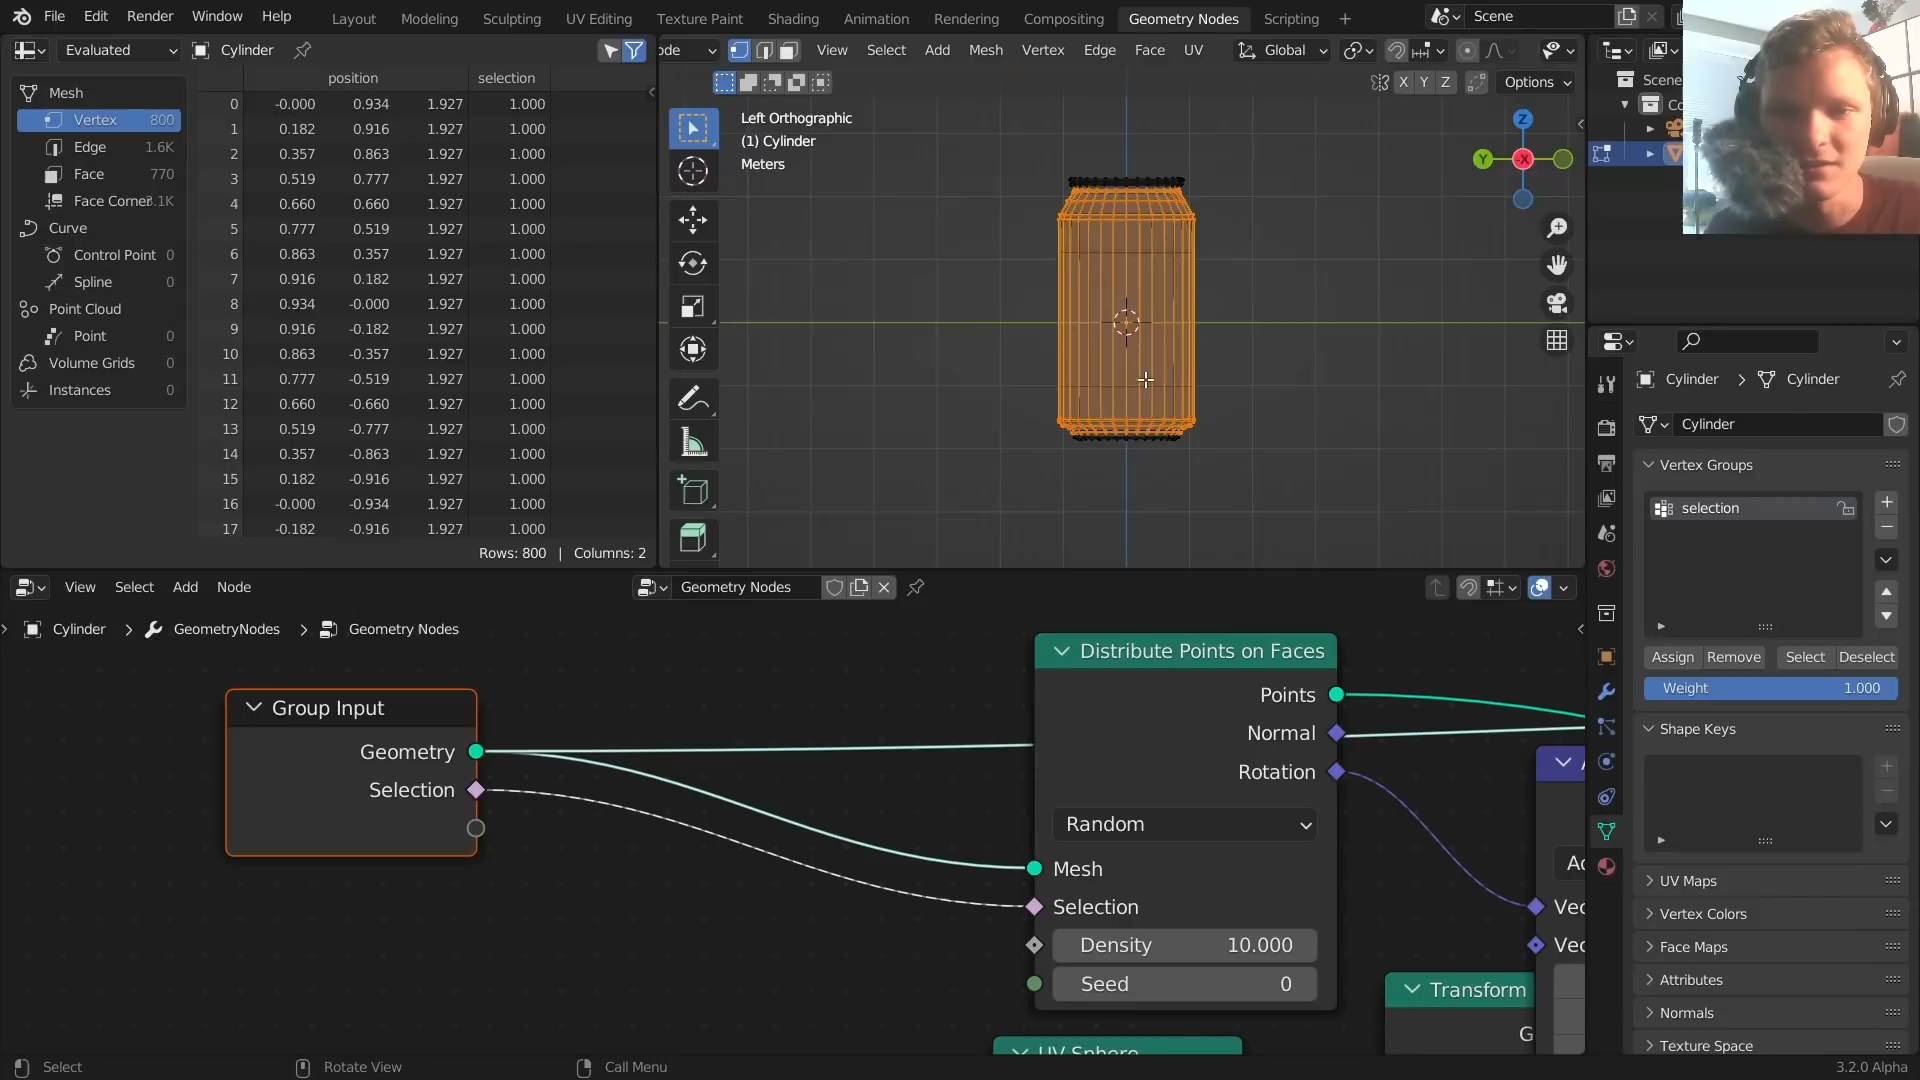 File Edit Render Window Help Layout Modeling Sculpting UV Editing Texture Paint Shading Animation Rendering Compositing Geometry Nodes Scripting Scene
Evaluated Cylinder
View Select Add Mesh Vertex Edge Face UV Global
X Y Z Options
position selection
Mesh
Vertex 800
Edge 1.6K
Face 770
Face Corner
Curve
Control Point 0
Spline 0
Point Cloud
Point 0
Volume Grids 0
Instances 0
0 -0.000 0.934 1.927 1.000
1 0.182 0.916 1.927 1.000
2 0.357 0.863 1.927 1.000
3 0.519 0.777 1.927 1.000
4 0.660 0.660 1.927 1.000
5 0.777 0.519 1.927 1.000
6 0.863 0.357 1.927 1.000
7 0.916 0.182 1.927 1.000
8 0.934 -0.000 1.927 1.000
9 0.916 -0.182 1.927 1.000
10 0.863 -0.357 1.927 1.000
11 0.777 -0.519 1.927 1.000
12 0.660 -0.660 1.927 1.000
13 0.519 -0.777 1.927 1.000
14 0.357 -0.863 1.927 1.000
15 0.182 -0.916 1.927 1.000
16 -0.000 -0.934 1.927 1.000
17 -0.182 -0.916 1.927 1.000
Rows: 800 | Columns: 2
Left Orthographic
(1) Cylinder
Meters
Z
Y -X
Scene
Cylinder > Cylinder
Cylinder
Vertex Groups
selection
Assign Remove Select Deselect
Weight 1.000
Shape Keys
UV Maps
Vertex Colors
Face Maps
Attributes
Normals
Texture Space
View Select Add Node Geometry Nodes
Cylinder > GeometryNodes > Geometry Nodes
Group Input
Geometry
Selection
Distribute Points on Faces
Points
Normal
Rotation
Random
Mesh
Selection
Density 10.000
Seed 0
UV Sphere
Transform
Select Rotate View Call Menu 3.2.0 Alpha